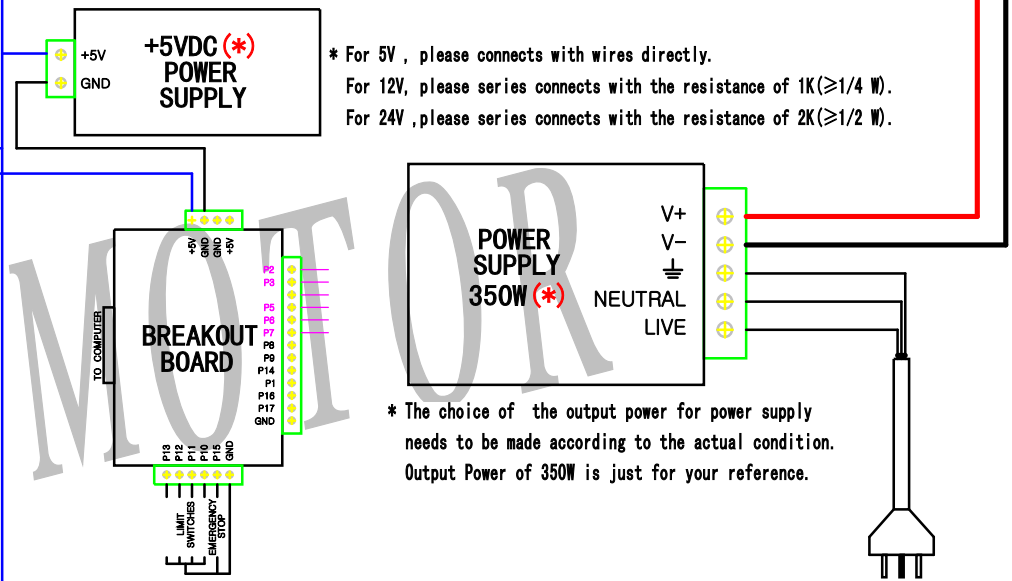 +5V
GND
+5VDC(*)
POWER
SUPPLY
* For 5V , please connects with wires directly.
For 12V, please series connects with the resistance of 1K(≥1/4 W).
For 24V ,please series connects with the resistance of 2K(≥1/2 W).
POWER
SUPPLY
350W(*)
V+
V-
NEUTRAL
LIVE
* The choice of the output power for power supply
needs to be made according to the actual condition.
Output Power of 350W is just for your reference.
+5V
GND
GND
+5V
TO COMPUTER
BREAKOUT
BOARD
P2
P3
P5
P6
P7
P8
P9
P14
P1
P16
P17
GND
P13
P12
P11
P10
P15
GND
LIMIT
SWITCHES
EMERGENCY
STOP
MOTOR